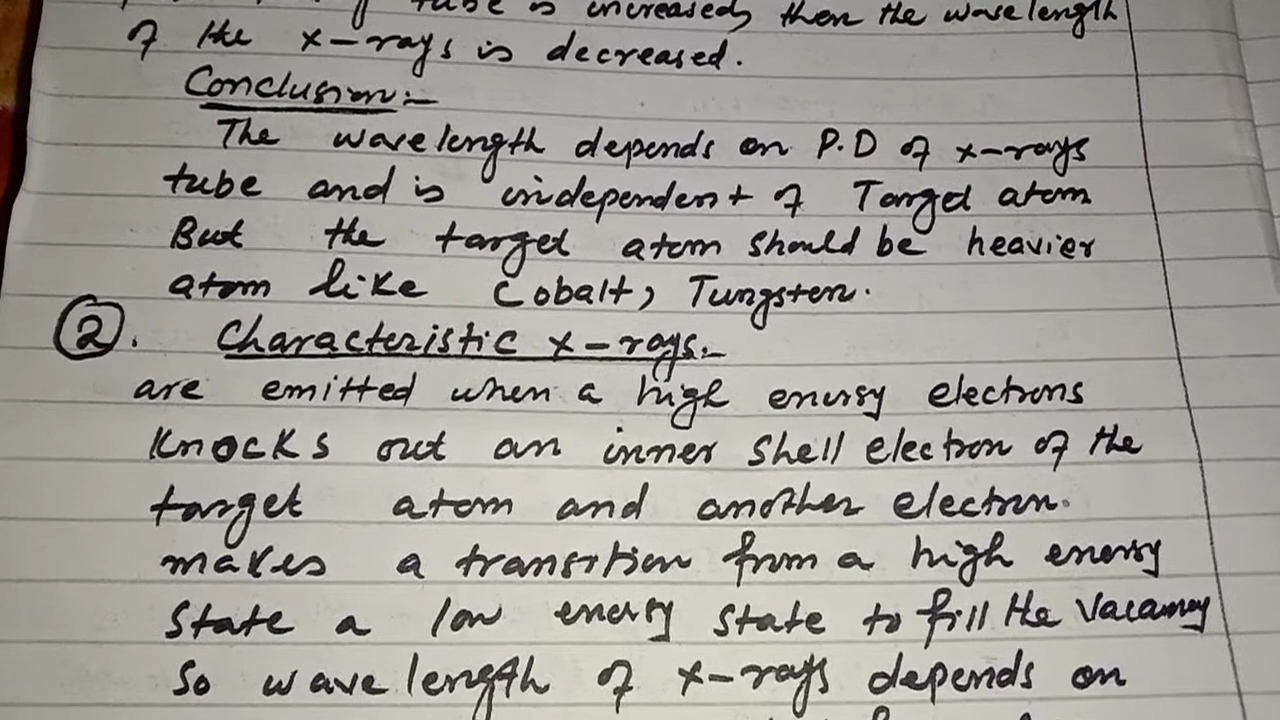 tube is increased, then the wavelength
of the x-rays is decreased.
Conclusion:-
The wavelength depends on P.D of x-rays
tube and is independent of Target atom
But the target atom should be heavier
atom like Cobalt, Tungsten.
2. Characteristic x-rays:-
are emitted when a high energy electrons
Knocks out an inner shell electron of the
target atom and another electron.
makes a transition from a high energy
State a low energy state to fill the Vacancy
So wavelength of x-rays depends on